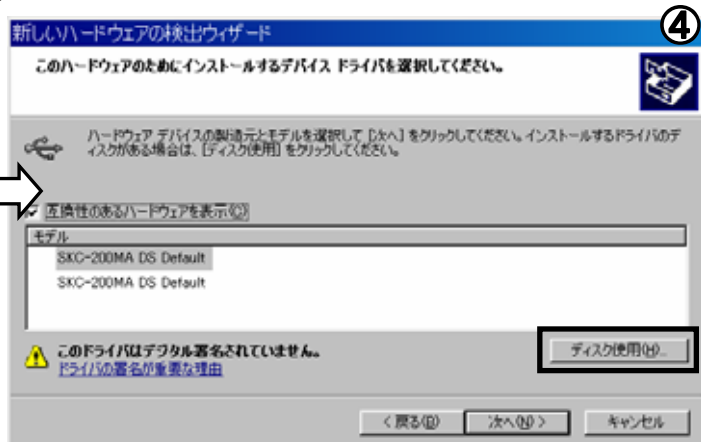 ④
新しいハードウェアの検出ウィザード
このハードウェアのためにインストールするデバイス ドライバを選択してください。
ハードウェア デバイスの製造元とモデルを選択して [次へ] をクリックしてください。インストールするドライバのデ
ィスクがある場合は、[ディスク使用] をクリックしてください。
互換性のあるハードウェアを表示(C)
モデル
SKC-200MA DS Default
SKC-200MA DS Default
このドライバはデジタル署名されていません。
ドライバの署名が重要な理由
ディスク使用(H)...
< 戻る(B)
次へ(N) >
キャンセル